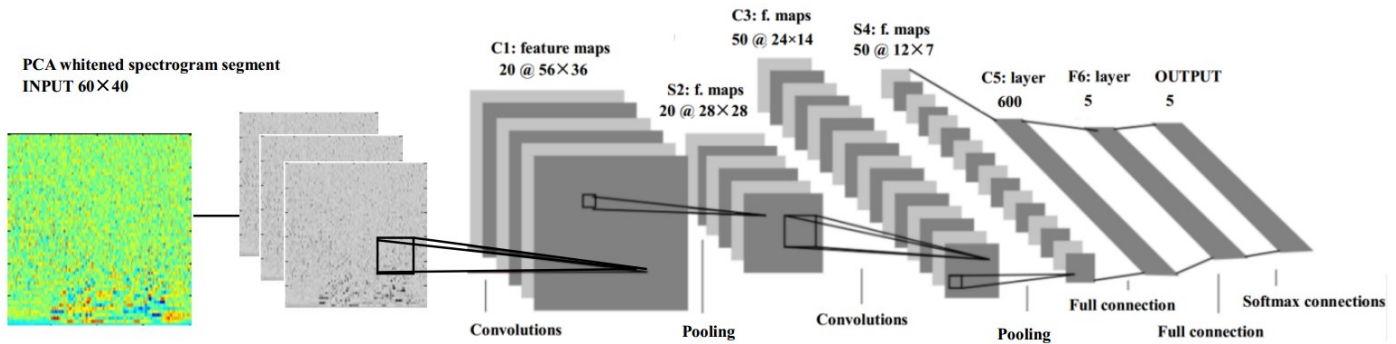 PCA whitened spectrogram segment
INPUT 60×40
C1: feature maps
20 @ 56×36
S2: f. maps
20 @ 28×28
C3: f. maps
50 @ 24×14
S4: f. maps
50 @ 12×7
C5: layer
600
F6: layer
5
OUTPUT
5
Convolutions
Pooling
Convolutions
Pooling
Full connection
Full connection
Softmax connections